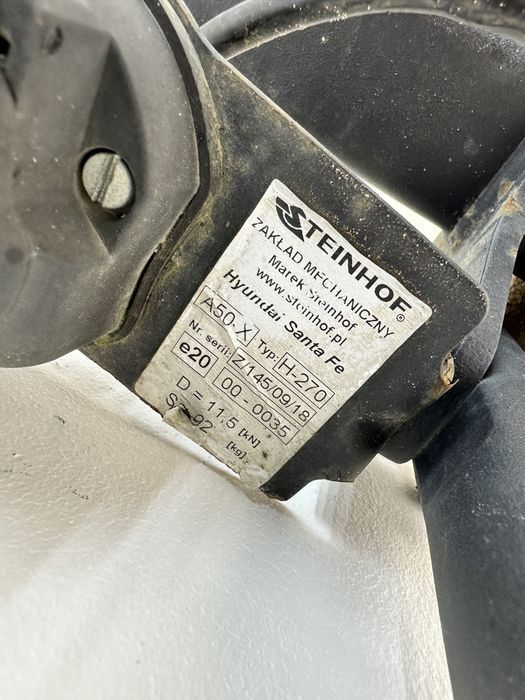 STEINHOF®
ZAKŁAD MECHANICZNY
Marek Steinhof
www.steinhof.pl
Hyundai Santa Fe
A50-X Typ: H-270
Nr. serii: Z/145/09/18
e20 00 - 0035
D = 11,5 [kN]
S = 92 [kg]